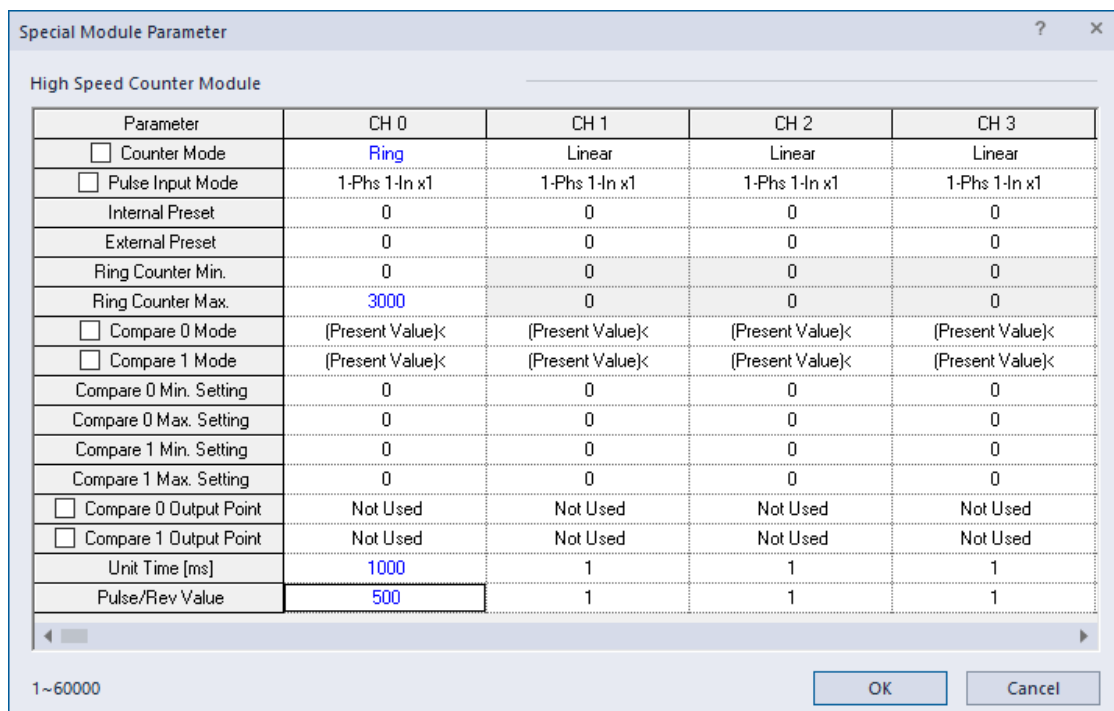 Special Module Parameter ? ×
High Speed Counter Module
Parameter CH 0 CH 1 CH 2 CH 3
Counter Mode Ring Linear Linear Linear
Pulse Input Mode 1-Phs 1-In x1 1-Phs 1-In x1 1-Phs 1-In x1 1-Phs 1-In x1
Internal Preset 0 0 0 0
External Preset 0 0 0 0
Ring Counter Min. 0 0 0 0
Ring Counter Max. 3000 0 0 0
Compare 0 Mode (Present Value)< (Present Value)< (Present Value)< (Present Value)<
Compare 1 Mode (Present Value)< (Present Value)< (Present Value)< (Present Value)<
Compare 0 Min. Setting 0 0 0 0
Compare 0 Max. Setting 0 0 0 0
Compare 1 Min. Setting 0 0 0 0
Compare 1 Max. Setting 0 0 0 0
Compare 0 Output Point Not Used Not Used Not Used Not Used
Compare 1 Output Point Not Used Not Used Not Used Not Used
Unit Time [ms] 1000 1 1 1
Pulse/Rev Value 500 1 1 1
1~60000 OK Cancel